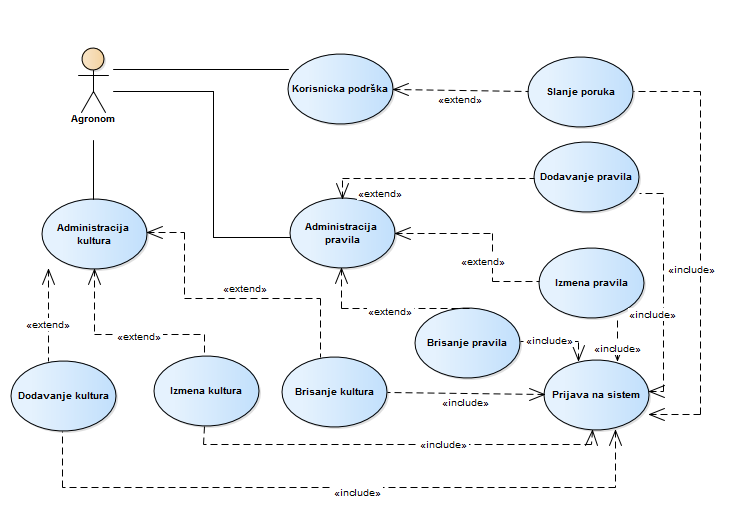 Agronom
Korisnicka podrška
«extend»
Slanje poruka
Dodavanje pravila
«extend»
Administracija
kultura
Administracija
pravila
«extend»
«include»
Izmena pravila
«extend»
«extend»
«include»
«extend»
«extend»
Brisanje pravila
«include»
«include»
Dodavanje kultura
Izmena kultura
Brisanje kultura
«include»
Prijava na sistem
«include»
«include»